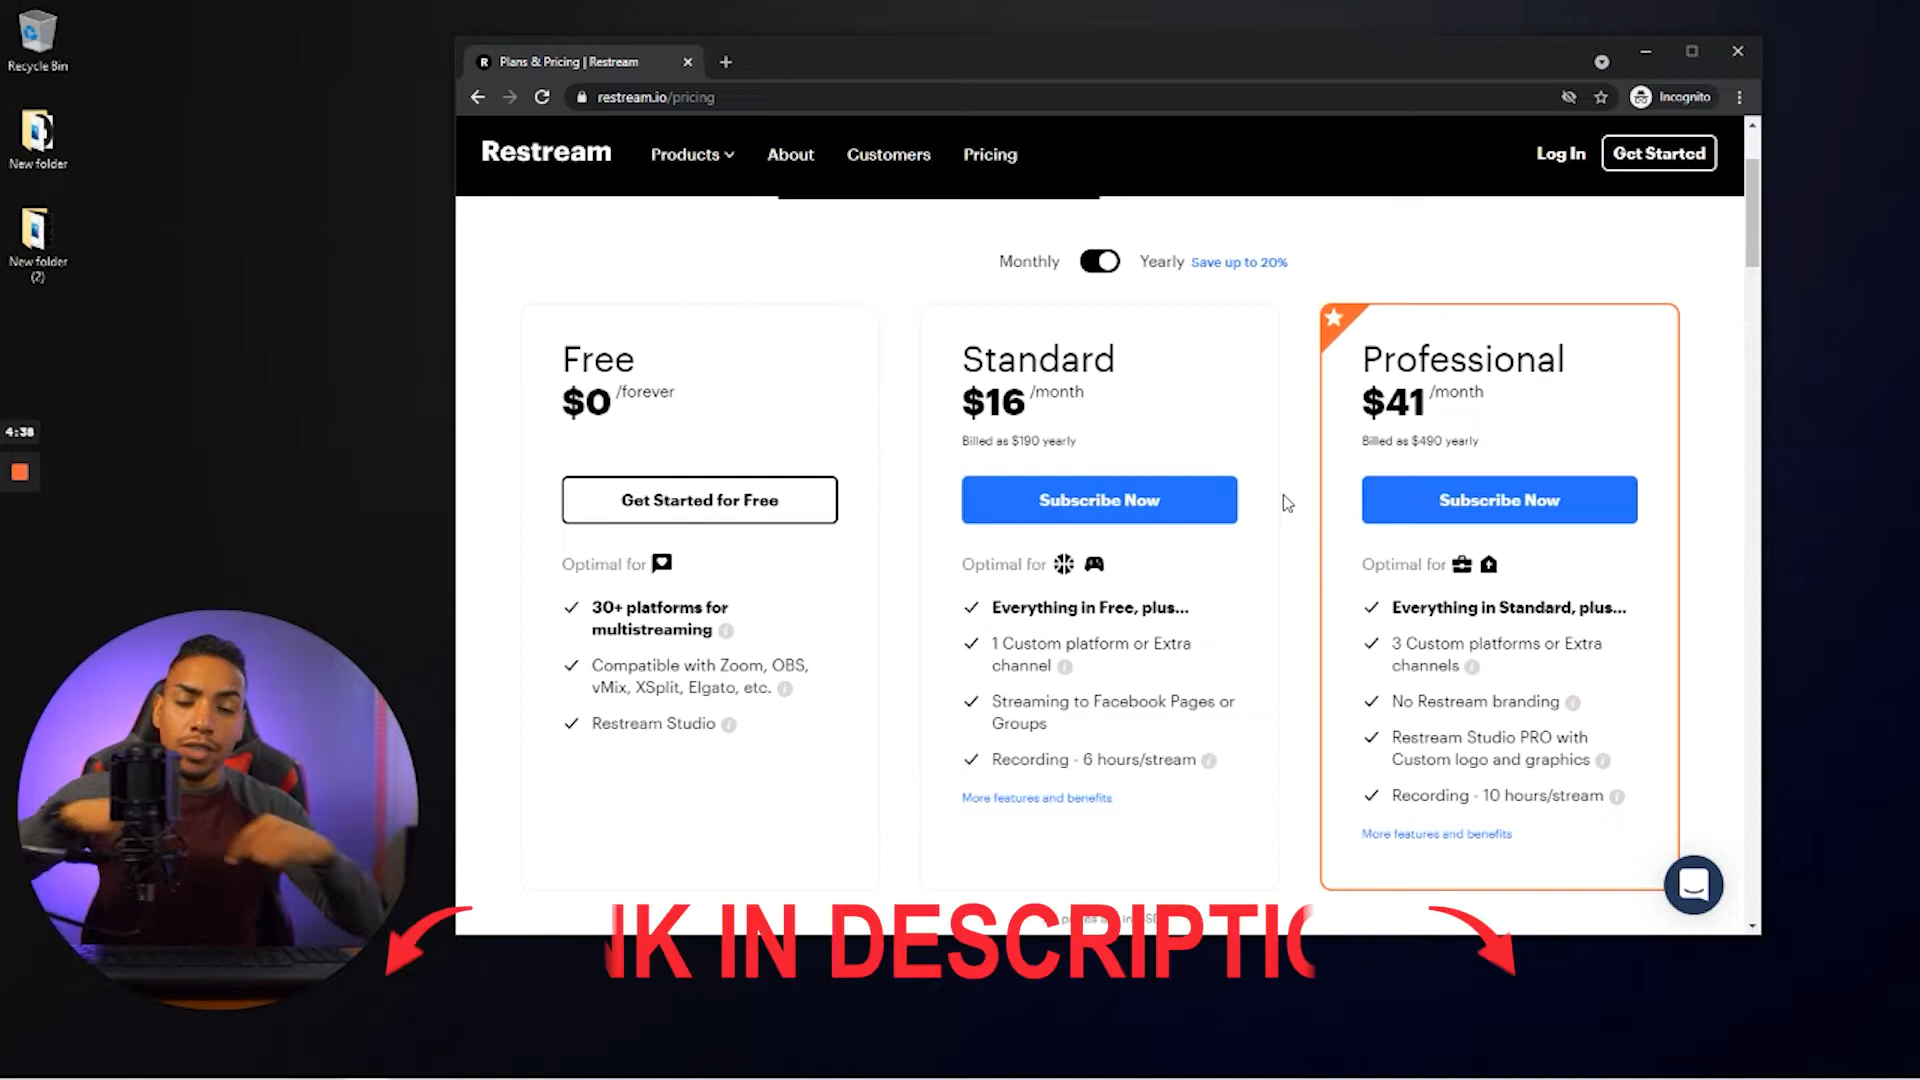 Recycle Bin
New folder
New folder
(2)
4:38
R Plans & Pricing | Restream
restream.io/pricing
Incognito
Restream
Products
About
Customers
Pricing
Log In
Get Started
Monthly
Yearly
Save up to 20%
Free
$0 /forever
Get Started for Free
Optimal for
30+ platforms for
multistreaming
Compatible with Zoom, OBS,
vMix, XSplit, Elgato, etc.
Restream Studio
Standard
$16 /month
Billed as $190 yearly
Subscribe Now
Optimal for
Everything in Free, plus...
1 Custom platform or Extra
channel
Streaming to Facebook Pages or
Groups
Recording - 6 hours/stream
More features and benefits
Professional
$41 /month
Billed as $490 yearly
Subscribe Now
Optimal for
Everything in Standard, plus...
3 Custom platforms or Extra
channels
No Restream branding
Restream Studio PRO with
Custom logo and graphics
Recording - 10 hours/stream
More features and benefits
NK IN DESCRIPTIO